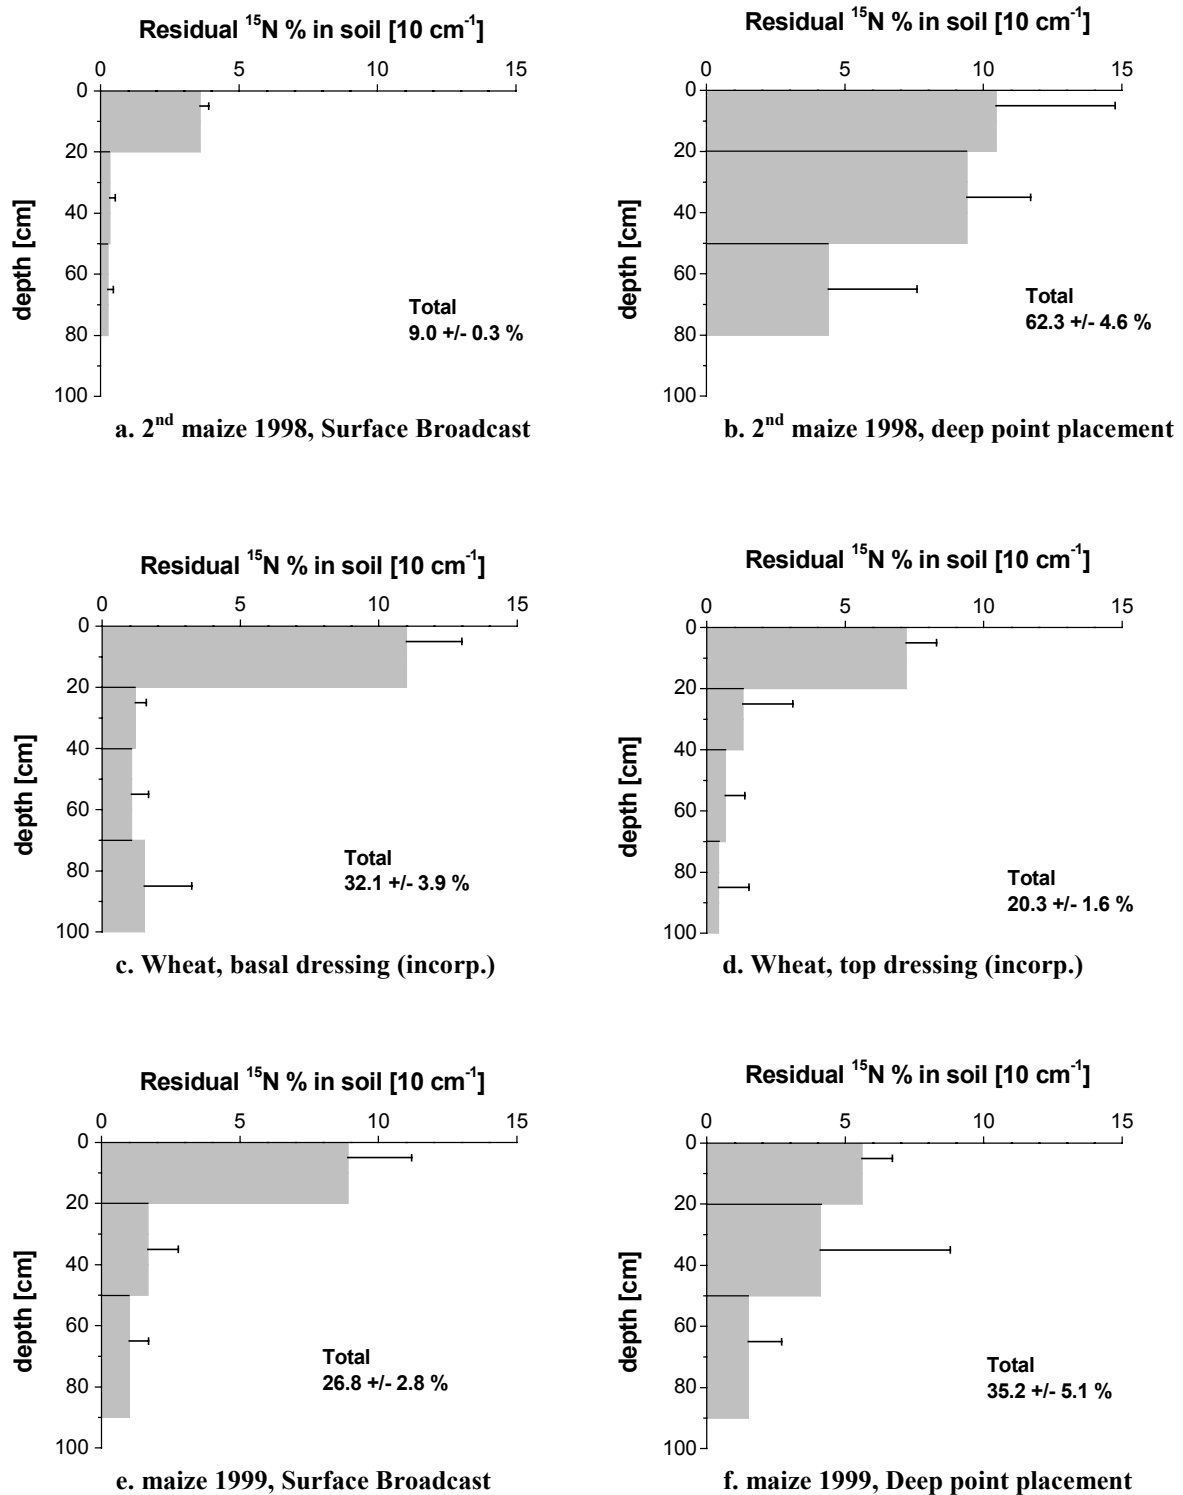 Residual ¹⁵N % in soil [10 cm⁻¹]
0 5 10 15
0
20
40
60
80
100
depth [cm]
Total
9.0 +/- 0.3 %
a. 2ⁿᵈ maize 1998, Surface Broadcast
Residual ¹⁵N % in soil [10 cm⁻¹]
0 5 10 15
0
20
40
60
80
100
depth [cm]
Total
62.3 +/- 4.6 %
b. 2ⁿᵈ maize 1998, deep point placement
Residual ¹⁵N % in soil [10 cm⁻¹]
0 5 10 15
0
20
40
60
80
100
depth [cm]
Total
32.1 +/- 3.9 %
c. Wheat, basal dressing (incorp.)
Residual ¹⁵N % in soil [10 cm⁻¹]
0 5 10 15
0
20
40
60
80
100
depth [cm]
Total
20.3 +/- 1.6 %
d. Wheat, top dressing (incorp.)
Residual ¹⁵N % in soil [10 cm⁻¹]
0 5 10 15
0
20
40
60
80
100
depth [cm]
Total
26.8 +/- 2.8 %
e. maize 1999, Surface Broadcast
Residual ¹⁵N % in soil [10 cm⁻¹]
0 5 10 15
0
20
40
60
80
100
depth [cm]
Total
35.2 +/- 5.1 %
f. maize 1999, Deep point placement